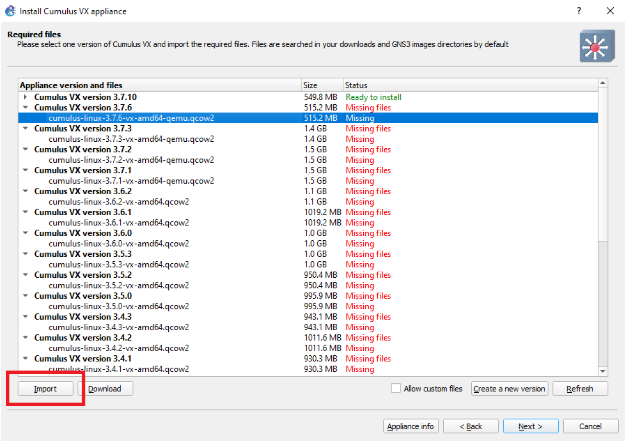 Install Cumulus VX appliance ? X
Required files
Please select one version of Cumulus VX and import the required files. Files are searched in your downloads and GNS3 images directories by default
Appliance version and files Size Status
Cumulus VX version 3.7.10 549.8 MB Ready to install
Cumulus VX version 3.7.6 515.2 MB Missing files
cumulus-linux-3.7.6-vx-amd64-qemu.qcow2 515.2 MB Missing
Cumulus VX version 3.7.3 1.4 GB Missing files
cumulus-linux-3.7.3-vx-amd64-qemu.qcow2 1.4 GB Missing
Cumulus VX version 3.7.2 1.5 GB Missing files
cumulus-linux-3.7.2-vx-amd64-qemu.qcow2 1.5 GB Missing
Cumulus VX version 3.7.1 1.5 GB Missing files
cumulus-linux-3.7.1-vx-amd64-qemu.qcow2 1.5 GB Missing
Cumulus VX version 3.6.2 1.1 GB Missing files
cumulus-linux-3.6.2-vx-amd64.qcow2 1.1 GB Missing
Cumulus VX version 3.6.1 1019.2 MB Missing files
cumulus-linux-3.6.1-vx-amd64.qcow2 1019.2 MB Missing
Cumulus VX version 3.6.0 1.0 GB Missing files
cumulus-linux-3.6.0-vx-amd64.qcow2 1.0 GB Missing
Cumulus VX version 3.5.3 1.0 GB Missing files
cumulus-linux-3.5.3-vx-amd64.qcow2 1.0 GB Missing
Cumulus VX version 3.5.2 950.4 MB Missing files
cumulus-linux-3.5.2-vx-amd64.qcow2 950.4 MB Missing
Cumulus VX version 3.5.0 995.9 MB Missing files
cumulus-linux-3.5.0-vx-amd64.qcow2 995.9 MB Missing
Cumulus VX version 3.4.3 943.1 MB Missing files
cumulus-linux-3.4.3-vx-amd64.qcow2 943.1 MB Missing
Cumulus VX version 3.4.2 1011.6 MB Missing files
cumulus-linux-3.4.2-vx-amd64.qcow2 1011.6 MB Missing
Cumulus VX version 3.4.1 930.3 MB Missing files
cumulus-linux-3.4.1-vx-amd64.qcow2 930.3 MB Missing
Import Download Allow custom files Create a new version Refresh
Appliance info < Back Next > Cancel